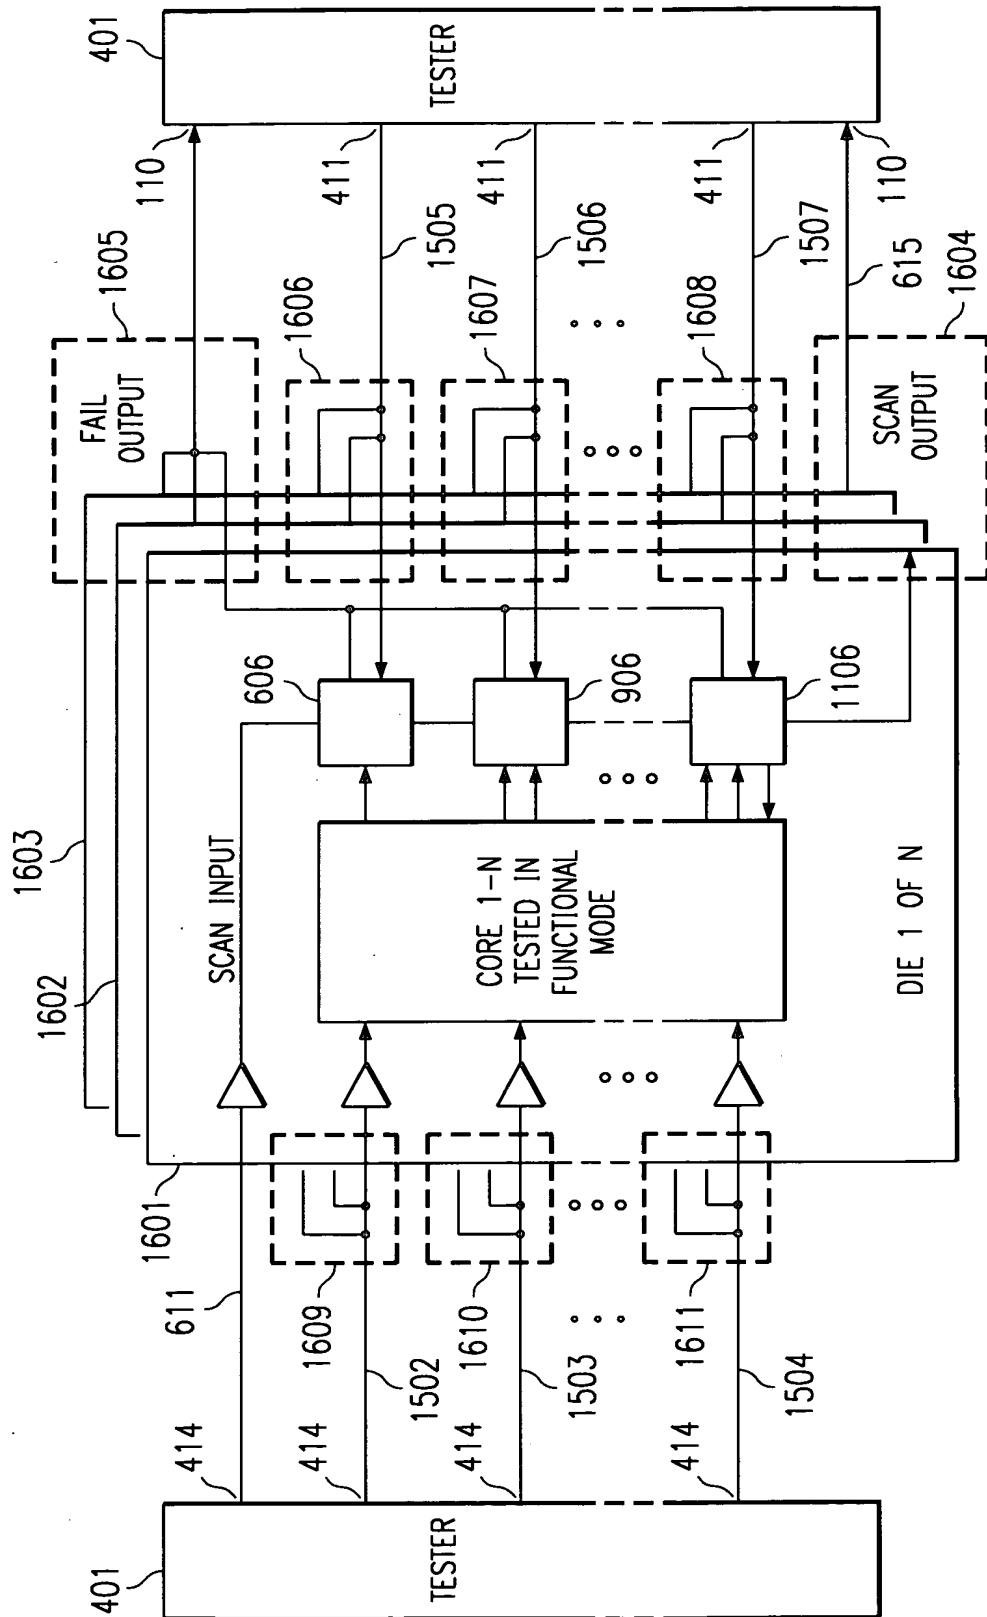 401
TESTER
110
411
411
411
110
1505
1506
1507
615
1605
FAIL
OUTPUT
1606
1607
1608
SCAN
OUTPUT
1604
606
906
1106
1603
1602
SCAN INPUT
CORE 1-N
TESTED IN
FUNCTIONAL
MODE
DIE 1 OF N
1601
611
1609
1502
1610
1503
1611
1504
414
414
414
414
401
TESTER